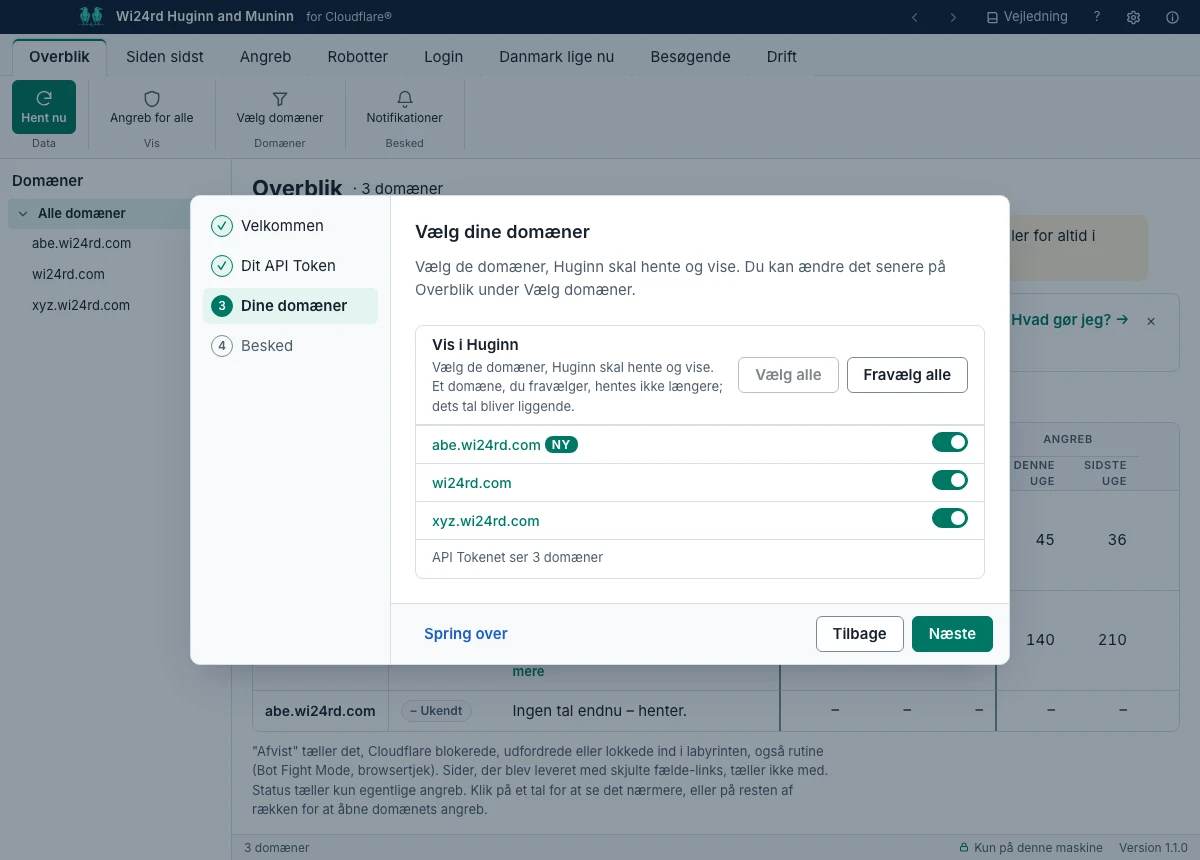 Wi24rd Huginn and Muninn for Cloudflare®
Vejledning ?
Overblik Siden sidst Angreb Robotter Login Danmark lige nu Besøgende Drift
Hent nu Angreb for alle Vælg domæner Notifikationer
Data Vis Domæner Besked
Domæner
Alle domæner
abe.wi24rd.com
wi24rd.com
xyz.wi24rd.com
Overblik · 3 domæner
ler for altid i
Hvad gør jeg? → ×
Velkommen
Dit API Token
3 Dine domæner
4 Besked
Vælg dine domæner
Vælg de domæner, Huginn skal hente og vise. Du kan ændre det senere på
Overblik under Vælg domæner.
Vis i Huginn
Vælg de domæner, Huginn skal hente og vise.
Et domæne, du fravælger, hentes ikke længere;
dets tal bliver liggende.
Vælg alle Fravælg alle
abe.wi24rd.com NY
wi24rd.com
xyz.wi24rd.com
API Tokenet ser 3 domæner
Spring over Tilbage Næste
ANGREB
DENNE SIDSTE
UGE UGE
45 36
140 210
mere
abe.wi24rd.com – Ukendt Ingen tal endnu – henter. – – – – –
"Afvist" tæller det, Cloudflare blokerede, udfordrede eller lokkede ind i labyrinten, også rutine
(Bot Fight Mode, browsertjek). Sider, der blev leveret med skjulte fælde-links, tæller ikke med.
Status tæller kun egentlige angreb. Klik på et tal for at se det nærmere, eller på resten af
rækken for at åbne domænets angreb.
3 domæner Kun på denne maskine Version 1.1.0